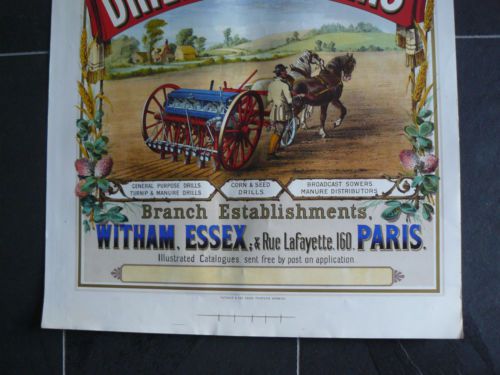 GENERAL PURPOSE DRILLS
TURNIP & MANURE DRILLS
CORN & SEED
DRILLS
BROADCAST SOWERS
MANURE DISTRIBUTORS
Branch Establishments,
WITHAM, ESSEX, & Rue LaFayette, 160, PARIS.
Illustrated Catalogues, sent free by post on application